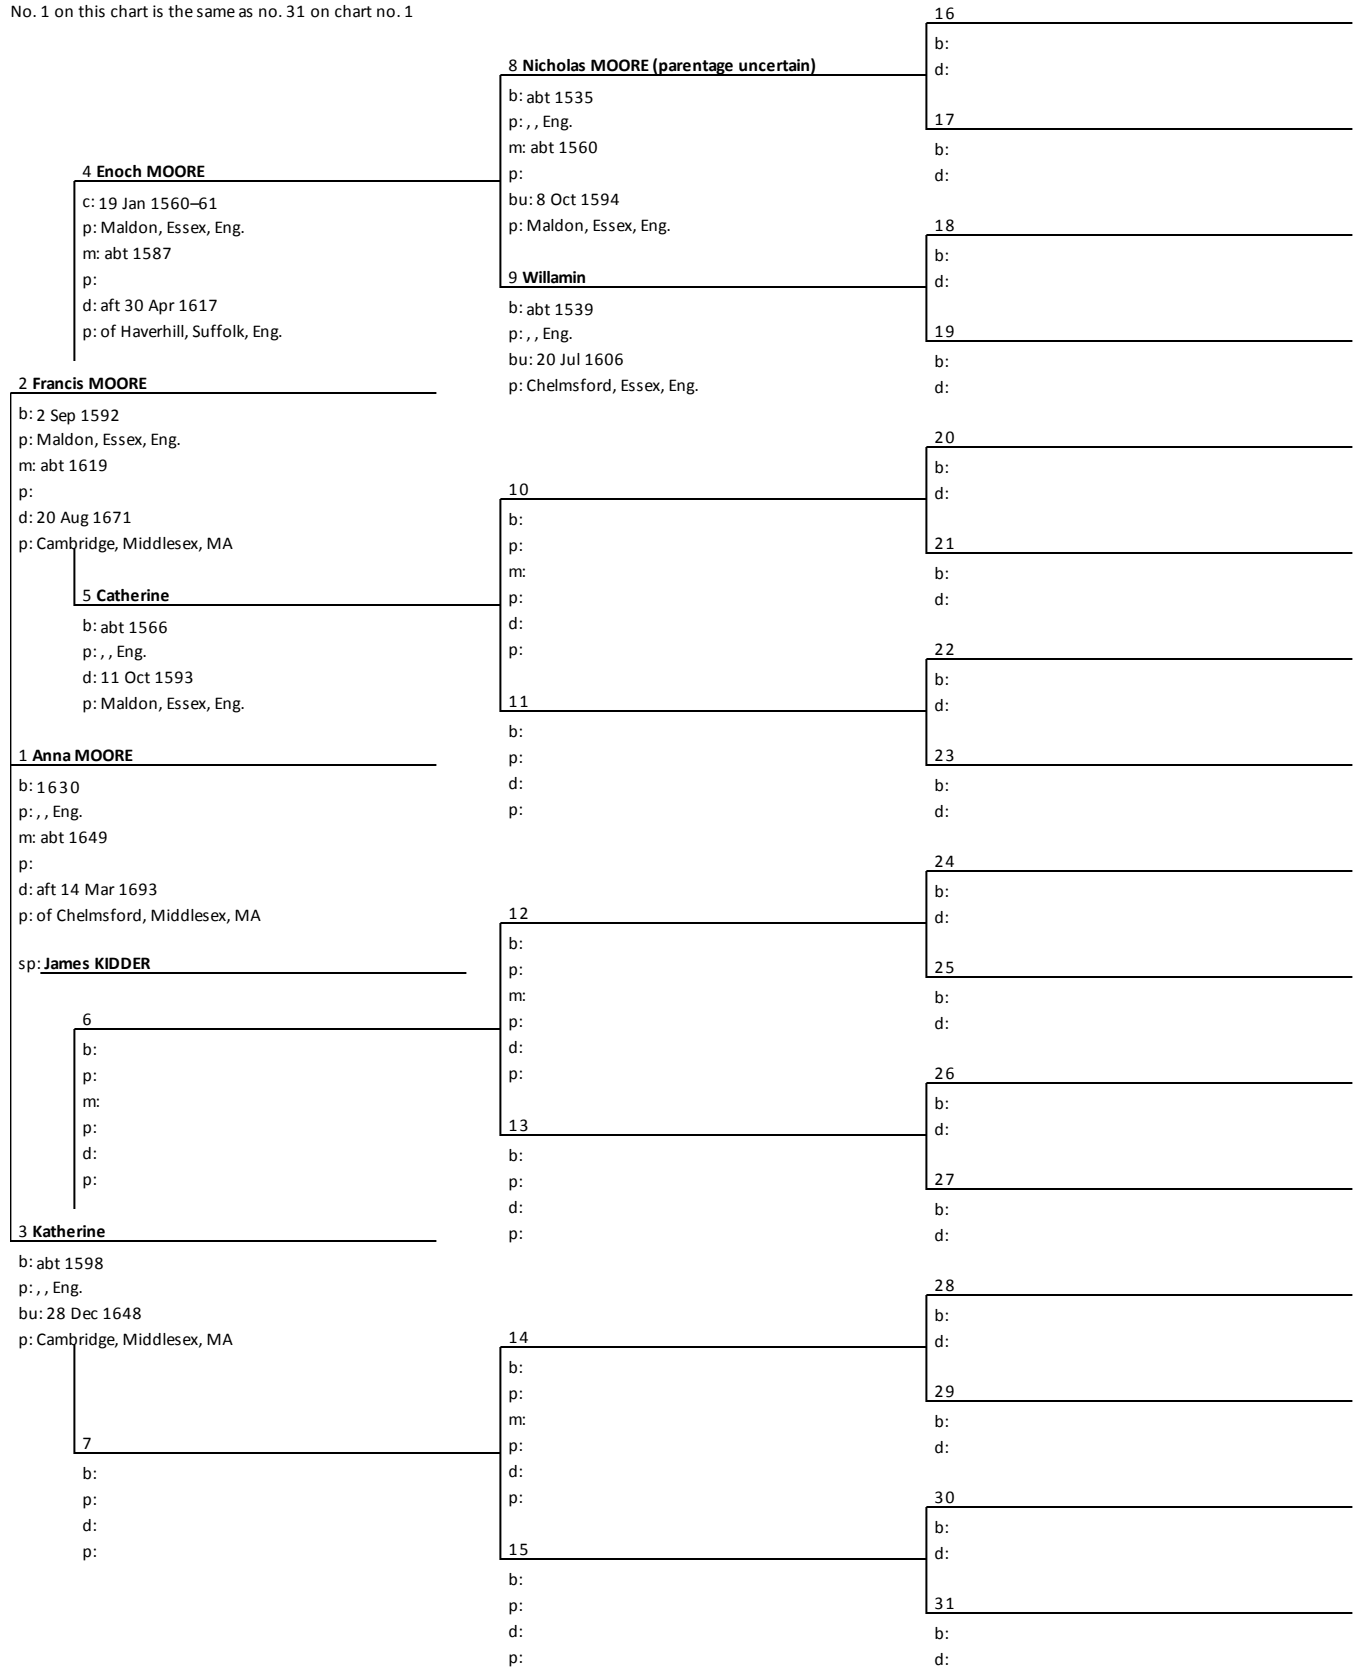 No. 1 on this chart is the same as no. 31 on chart no. 1
2 Francis MOORE
b: 2 Sep 1592
p: Maldon, Essex, Eng.
m: abt 1619
p:
d: 20 Aug 1671
p: Cambridge, Middlesex, MA
1 Anna MOORE
b: 1630
p: , , Eng.
m: abt 1649
p:
d: aft 14 Mar 1693
p: of Chelmsford, Middlesex, MA
sp: James KIDDER
3 Katherine
b: abt 1598
p: , , Eng.
bu: 28 Dec 1648
p: Cambridge, Middlesex, MA
4 Enoch MOORE
c: 19 Jan 1560–61
p: Maldon, Essex, Eng.
m: abt 1587
p:
d: aft 30 Apr 1617
p: of Haverhill, Suffolk, Eng.
5 Catherine
b: abt 1566
p: , , Eng.
d: 11 Oct 1593
p: Maldon, Essex, Eng.
6
b:
p:
m:
p:
d:
p:
7
b:
p:
d:
p:
8 Nicholas MOORE (parentage uncertain)
b: abt 1535
p: , , Eng.
m: abt 1560
p:
bu: 8 Oct 1594
p: Maldon, Essex, Eng.
9 Willamin
b: abt 1539
p: , , Eng.
bu: 20 Jul 1606
p: Chelmsford, Essex, Eng.
10
b:
p:
m:
p:
d:
p:
11
b:
p:
d:
p:
12
b:
p:
m:
p:
d:
p:
13
b:
p:
d:
p:
14
b:
p:
m:
p:
d:
p:
15
b:
p:
d:
p:
16
b:
d:
17
b:
d:
18
b:
d:
19
b:
d:
20
b:
d:
21
b:
d:
22
b:
d:
23
b:
d:
24
b:
d:
25
b:
d:
26
b:
d:
27
b:
d:
28
b:
d:
29
b:
d:
30
b:
d:
31
b:
d: